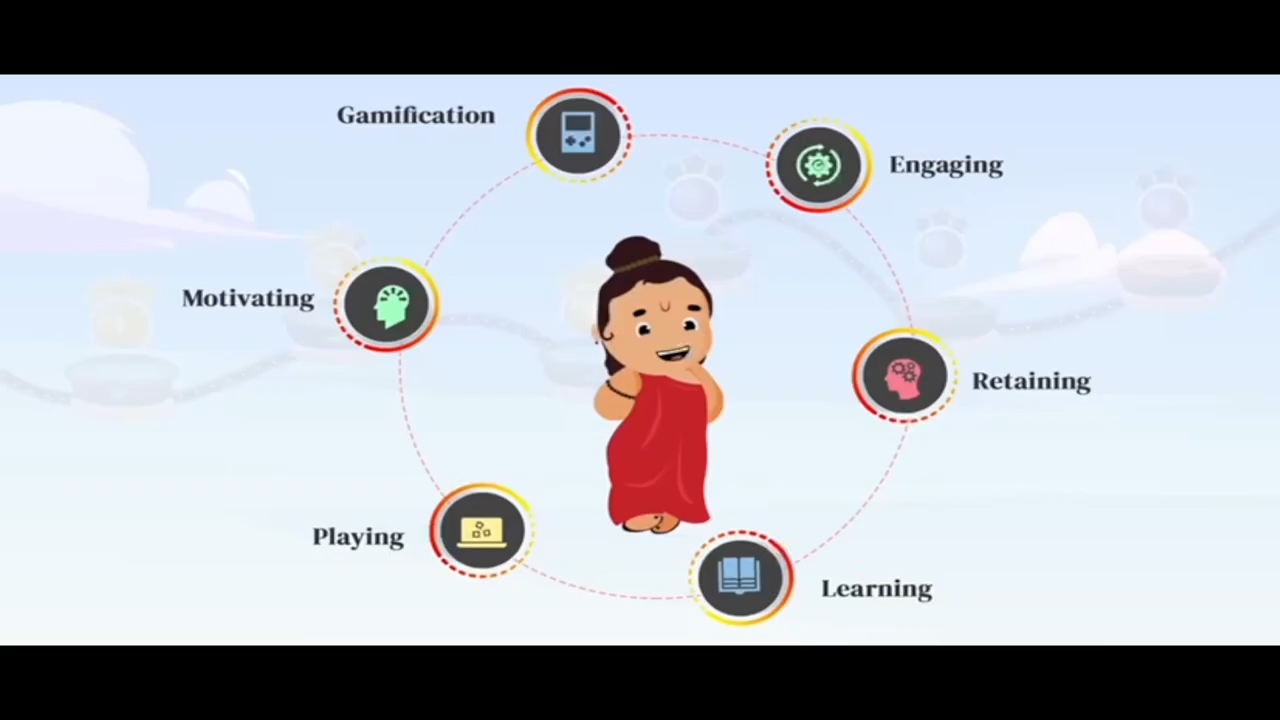 Gamification
Engaging
Motivating
Retaining
Playing
Learning